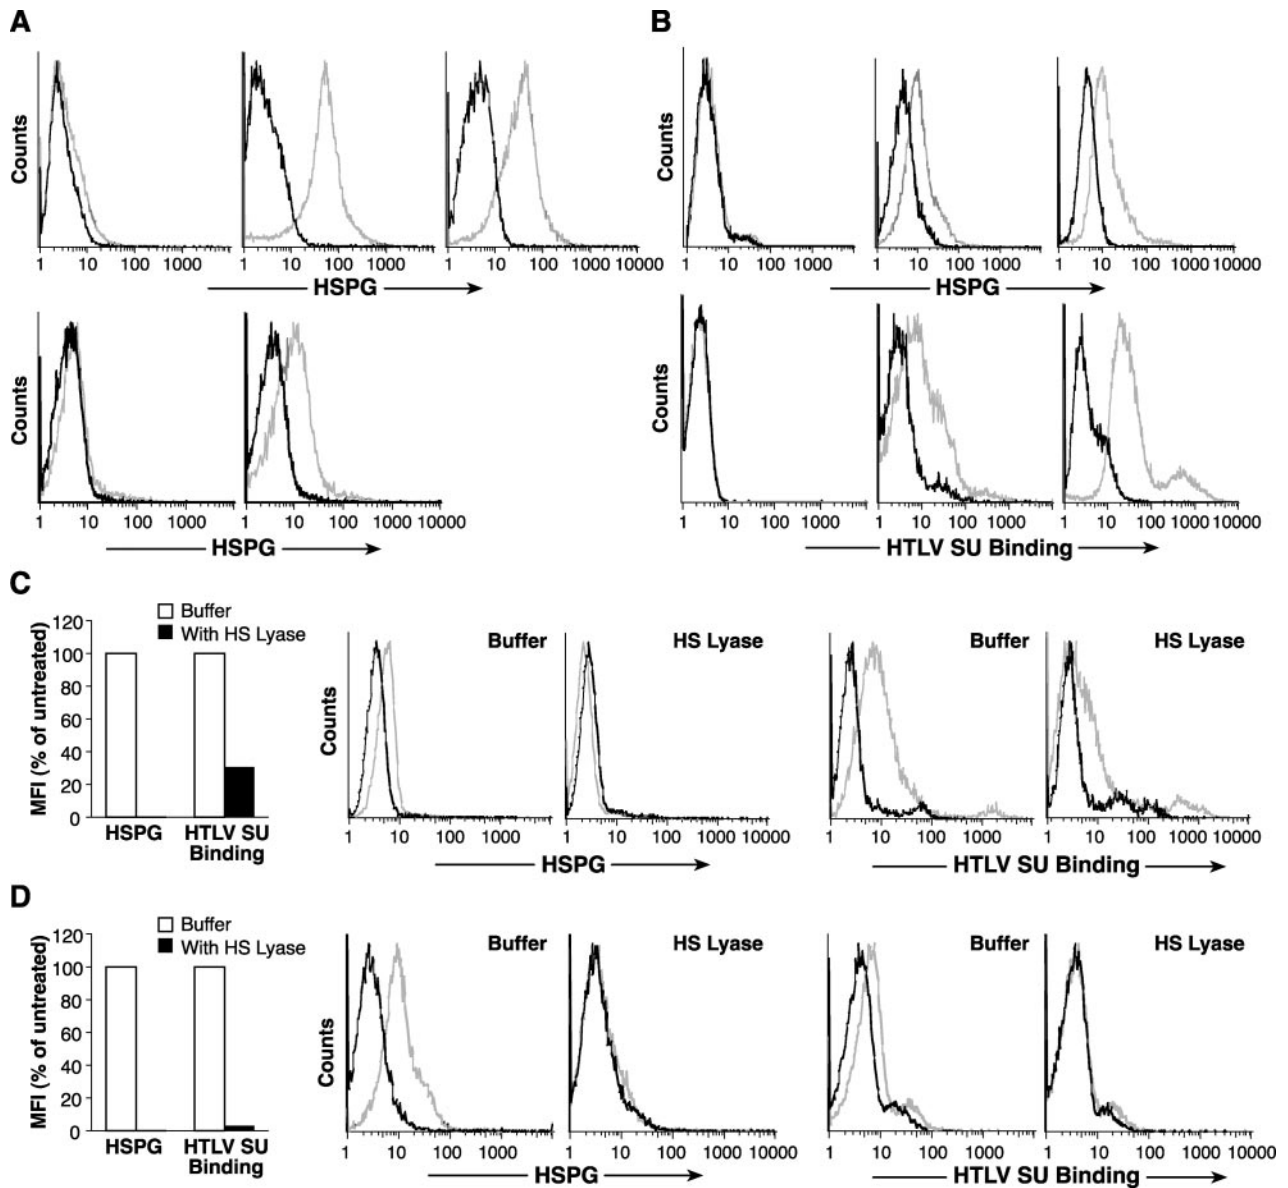 A
B
Counts
1 10 100 1000
1 10 100 1000
1 10 100 1000 10000
HSPG
Counts
1 10 100 1000
1 10 100 1000
1 10 100 1000 10000
HSPG
Counts
1 10 100 1000
1 10 100 1000 10000
HSPG
Counts
1 10 100 1000
1 10 100 1000
1 10 100 1000 10000
HTLV SU Binding
C
Buffer
With HS Lyase
MFI (% of untreated)
120
100
80
60
40
20
0
HSPG
HTLV SU
Binding
Counts
Buffer
HS Lyase
1 10 100 1000
1 10 100 1000 10000
HSPG
Buffer
HS Lyase
1 10 100 1000
1 10 100 1000 10000
HTLV SU Binding
D
Buffer
With HS Lyase
MFI (% of untreated)
120
100
80
60
40
20
0
HSPG
HTLV SU
Binding
Counts
Buffer
HS Lyase
1 10 100 1000
1 10 100 1000 10000
HSPG
Buffer
HS Lyase
1 10 100 1000
1 10 100 1000 10000
HTLV SU Binding